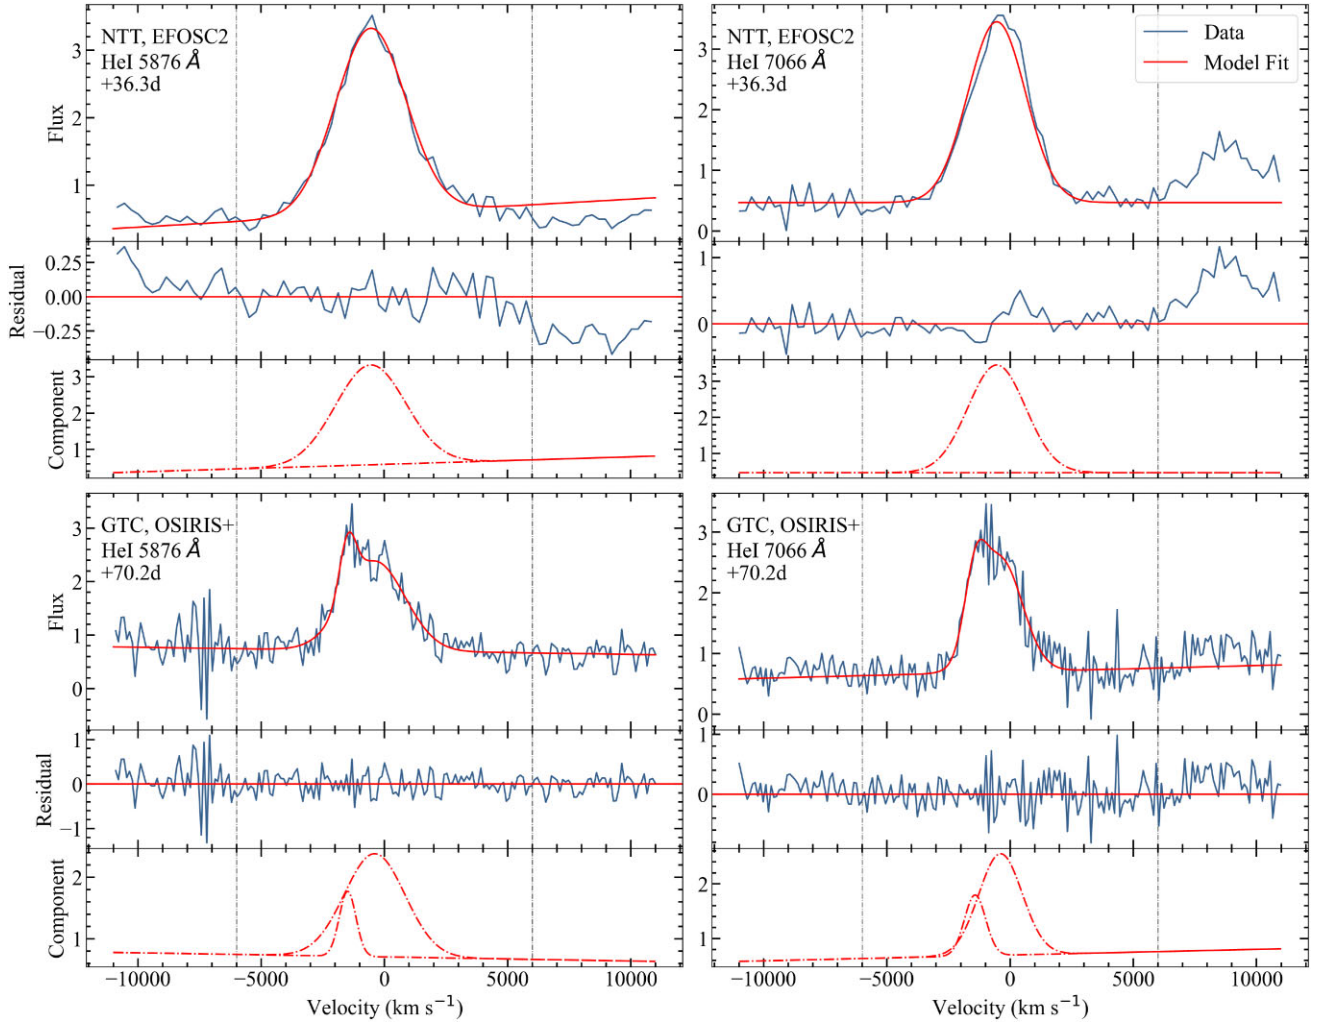 NTT, EFOSC2
HeI 5876 Å
+36.3d
Flux
3
2
1
Residual
0.25
0.00
−0.25
Component
3
2
1
NTT, EFOSC2
HeI 7066 Å
+36.3d
Data
Model Fit
3
2
1
0
1
0
3
2
1
GTC, OSIRIS+
HeI 5876 Å
+70.2d
Flux
3
2
1
0
Residual
1
0
−1
Component
2
1
−10000 −5000 0 5000 10000
Velocity (km s⁻¹)
GTC, OSIRIS+
HeI 7066 Å
+70.2d
3
2
1
0
1
0
2
1
−10000 −5000 0 5000 10000
Velocity (km s⁻¹)